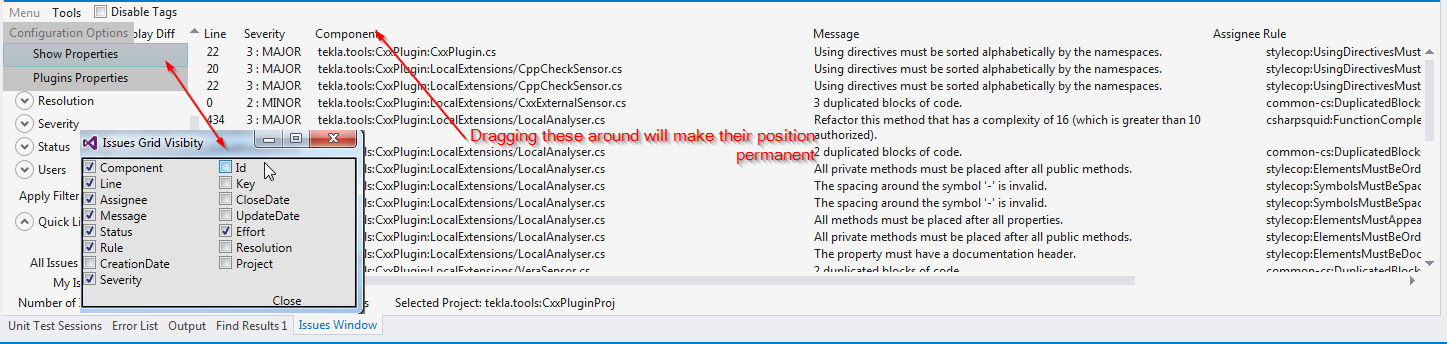 Menu Tools Disable Tags
Configuration Options play Diff Line Severity Component Message Assignee Rule
Show Properties 22 3 : MAJOR tekla.tools:CxxPlugin:CxxPlugin.cs Using directives must be sorted alphabetically by the namespaces. stylecop:UsingDirectivesMust
Plugins Properties 20 3 : MAJOR tekla.tools:CxxPlugin:LocalExtensions/CppCheckSensor.cs Using directives must be sorted alphabetically by the namespaces. stylecop:UsingDirectivesMust
22 3 : MAJOR tekla.tools:CxxPlugin:LocalExtensions/LocalAnalyser.cs Using directives must be sorted alphabetically by the namespaces. stylecop:UsingDirectivesMust
Resolution 0 2 : MINOR tekla.tools:CxxPlugin:LocalExtensions/CxxExternalSensor.cs 3 duplicated blocks of code. common-cs:DuplicatedBlock
Severity 434 3 : MAJOR tekla.tools:CxxPlugin:LocalExtensions/LocalAnalyser.cs Refactor this method that has a complexity of 16 (which is greater than 10 csharpsquid:FunctionComple
authorized).
Dragging these around will make their position
permanent
Status ls:CxxPlugin:LocalExtensions/LocalAnalyser.cs 2 duplicated blocks of code. common-cs:DuplicatedBlock
Users ls:CxxPlugin:LocalExtensions/LocalAnalyser.cs All private methods must be placed after all public methods. stylecop:ElementsMustBeOrd
ls:CxxPlugin:LocalExtensions/LocalAnalyser.cs The spacing around the symbol '-' is invalid. stylecop:SymbolsMustBeSpac
Apply Filter ls:CxxPlugin:LocalExtensions/LocalAnalyser.cs The spacing around the symbol '-' is invalid. stylecop:SymbolsMustBeSpac
Quick Li ls:CxxPlugin:LocalExtensions/LocalAnalyser.cs All methods must be placed after all properties. stylecop:ElementsMustAppea
ls:CxxPlugin:LocalExtensions/LocalAnalyser.cs All private methods must be placed after all public methods. stylecop:ElementsMustBeOrd
ls:CxxPlugin:LocalExtensions/LocalAnalyser.cs The property must have a documentation header. stylecop:ElementsMustBeDoc
All Issues ls:CxxPlugin:LocalExtensions/VeraSensor.cs 2 duplicated blocks of code. common-cs:DuplicatedBlock
My Is
Number of Selected Project: tekla.tools:CxxPluginProj
Issues Grid Visibity
Component Id
Line Key
Assignee CloseDate
Message UpdateDate
Status Effort
Rule Resolution
CreationDate Project
Severity
Close
Unit Test Sessions Error List Output Find Results 1 Issues Window